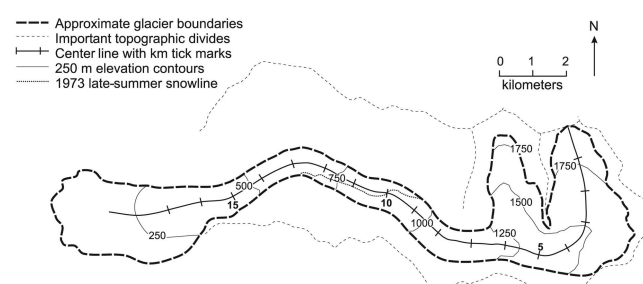 Approximate glacier boundaries
Important topographic divides
Center line with km tick marks
250 m elevation contours
1973 late-summer snowline
N
0 1 2
kilometers
1750
1750
500
750
1500
15
10
1000
250
1250
5